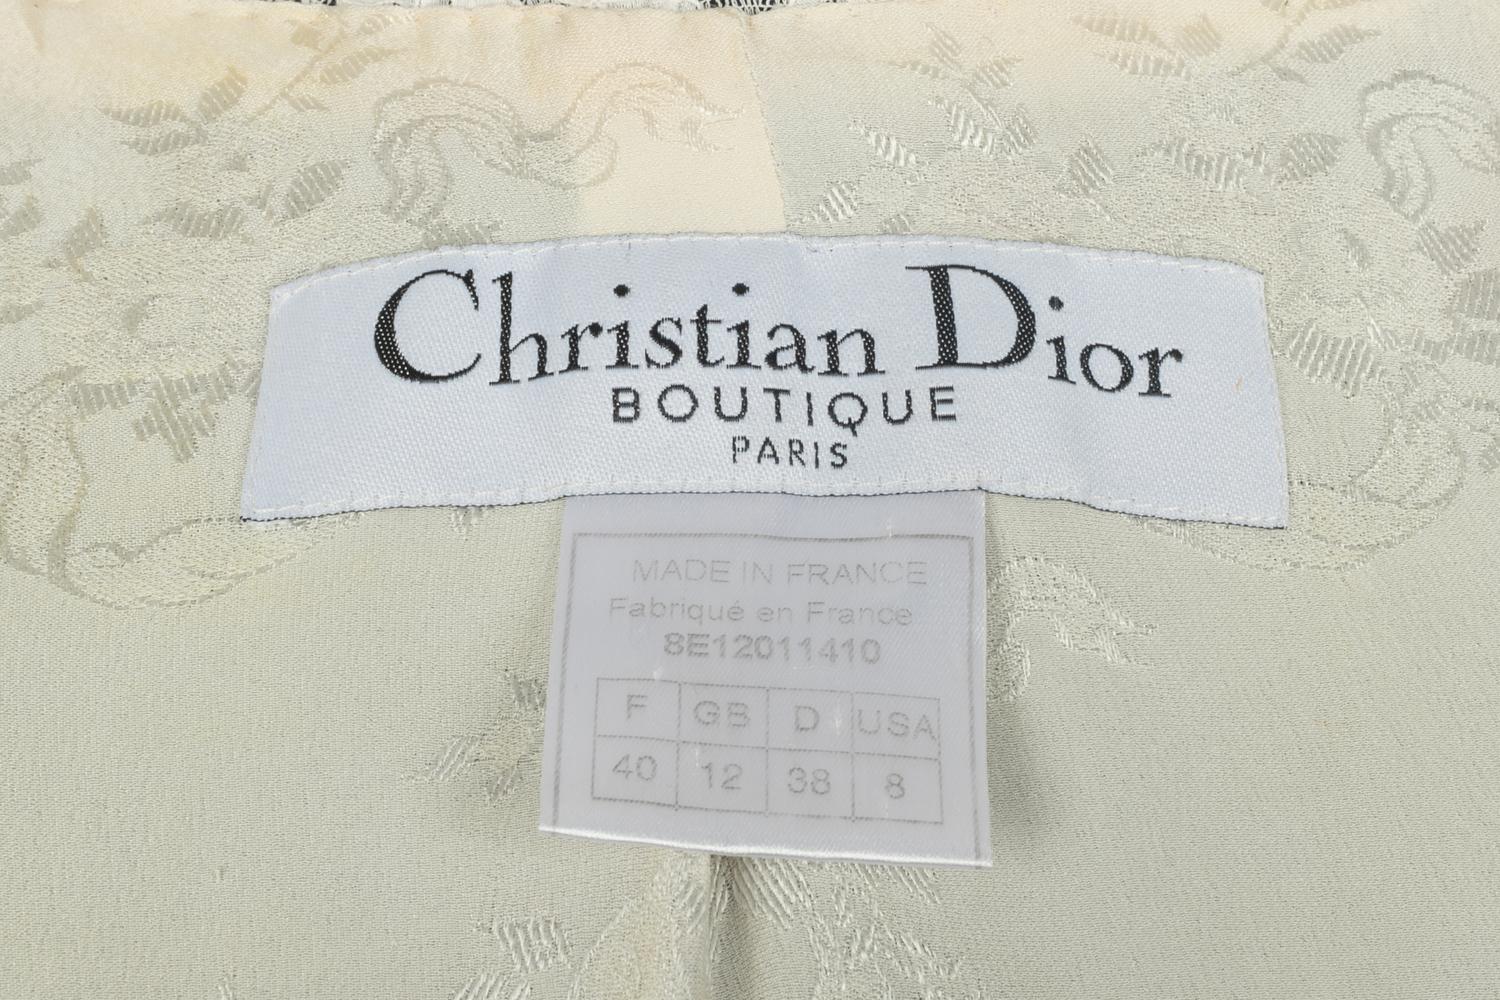 Christian Dior
BOUTIQUE
PARIS
MADE IN FRANCE
Fabriqué en France
8E12011410
F GB D USA
40 12 38 8